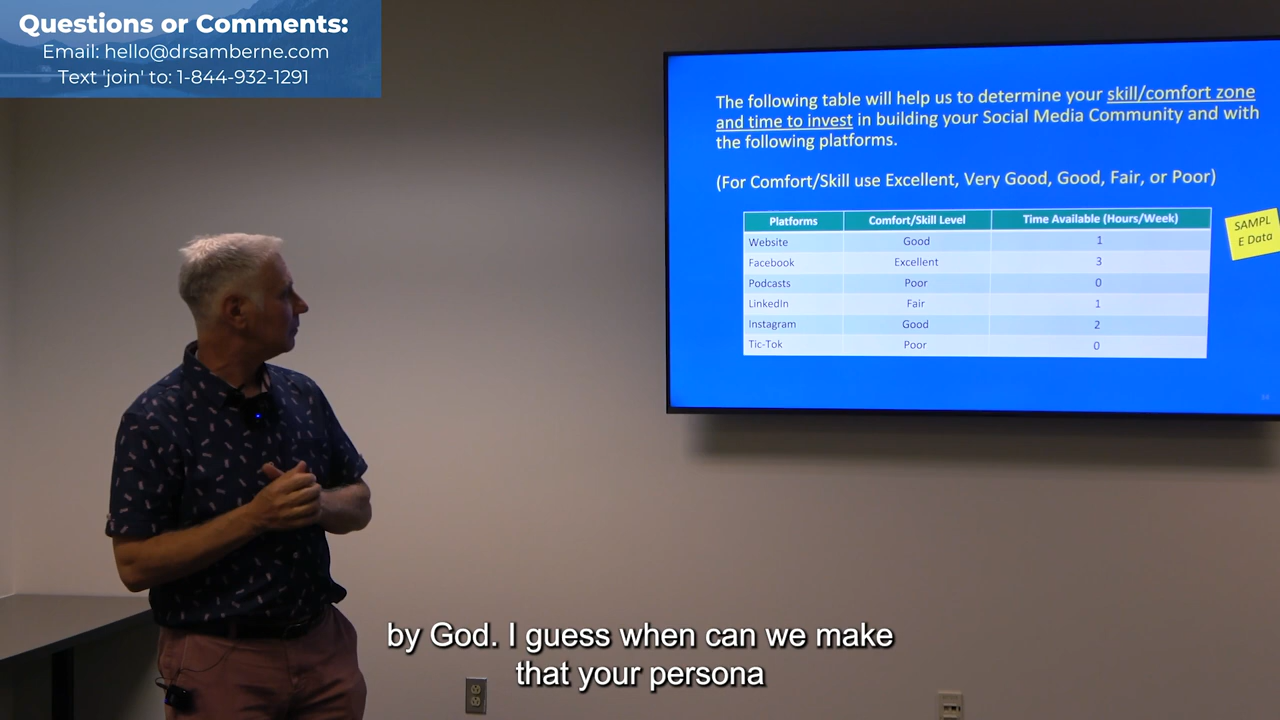 Questions or Comments:
Email: hello@drsamberne.com
Text 'join' to: 1-844-932-1291
The following table will help us to determine your skill/comfort zone
and time to invest in building your Social Media Community and with
the following platforms.
(For Comfort/Skill use Excellent, Very Good, Good, Fair, or Poor)
Platforms Comfort/Skill Level Time Available (Hours/Week)
Website Good 1
Facebook Excellent 3
Podcasts Poor 0
LinkedIn Fair 1
Instagram Good 2
Tic-Tok Poor 0
SAMPL
E Data
by God. I guess when can we make
that your persona